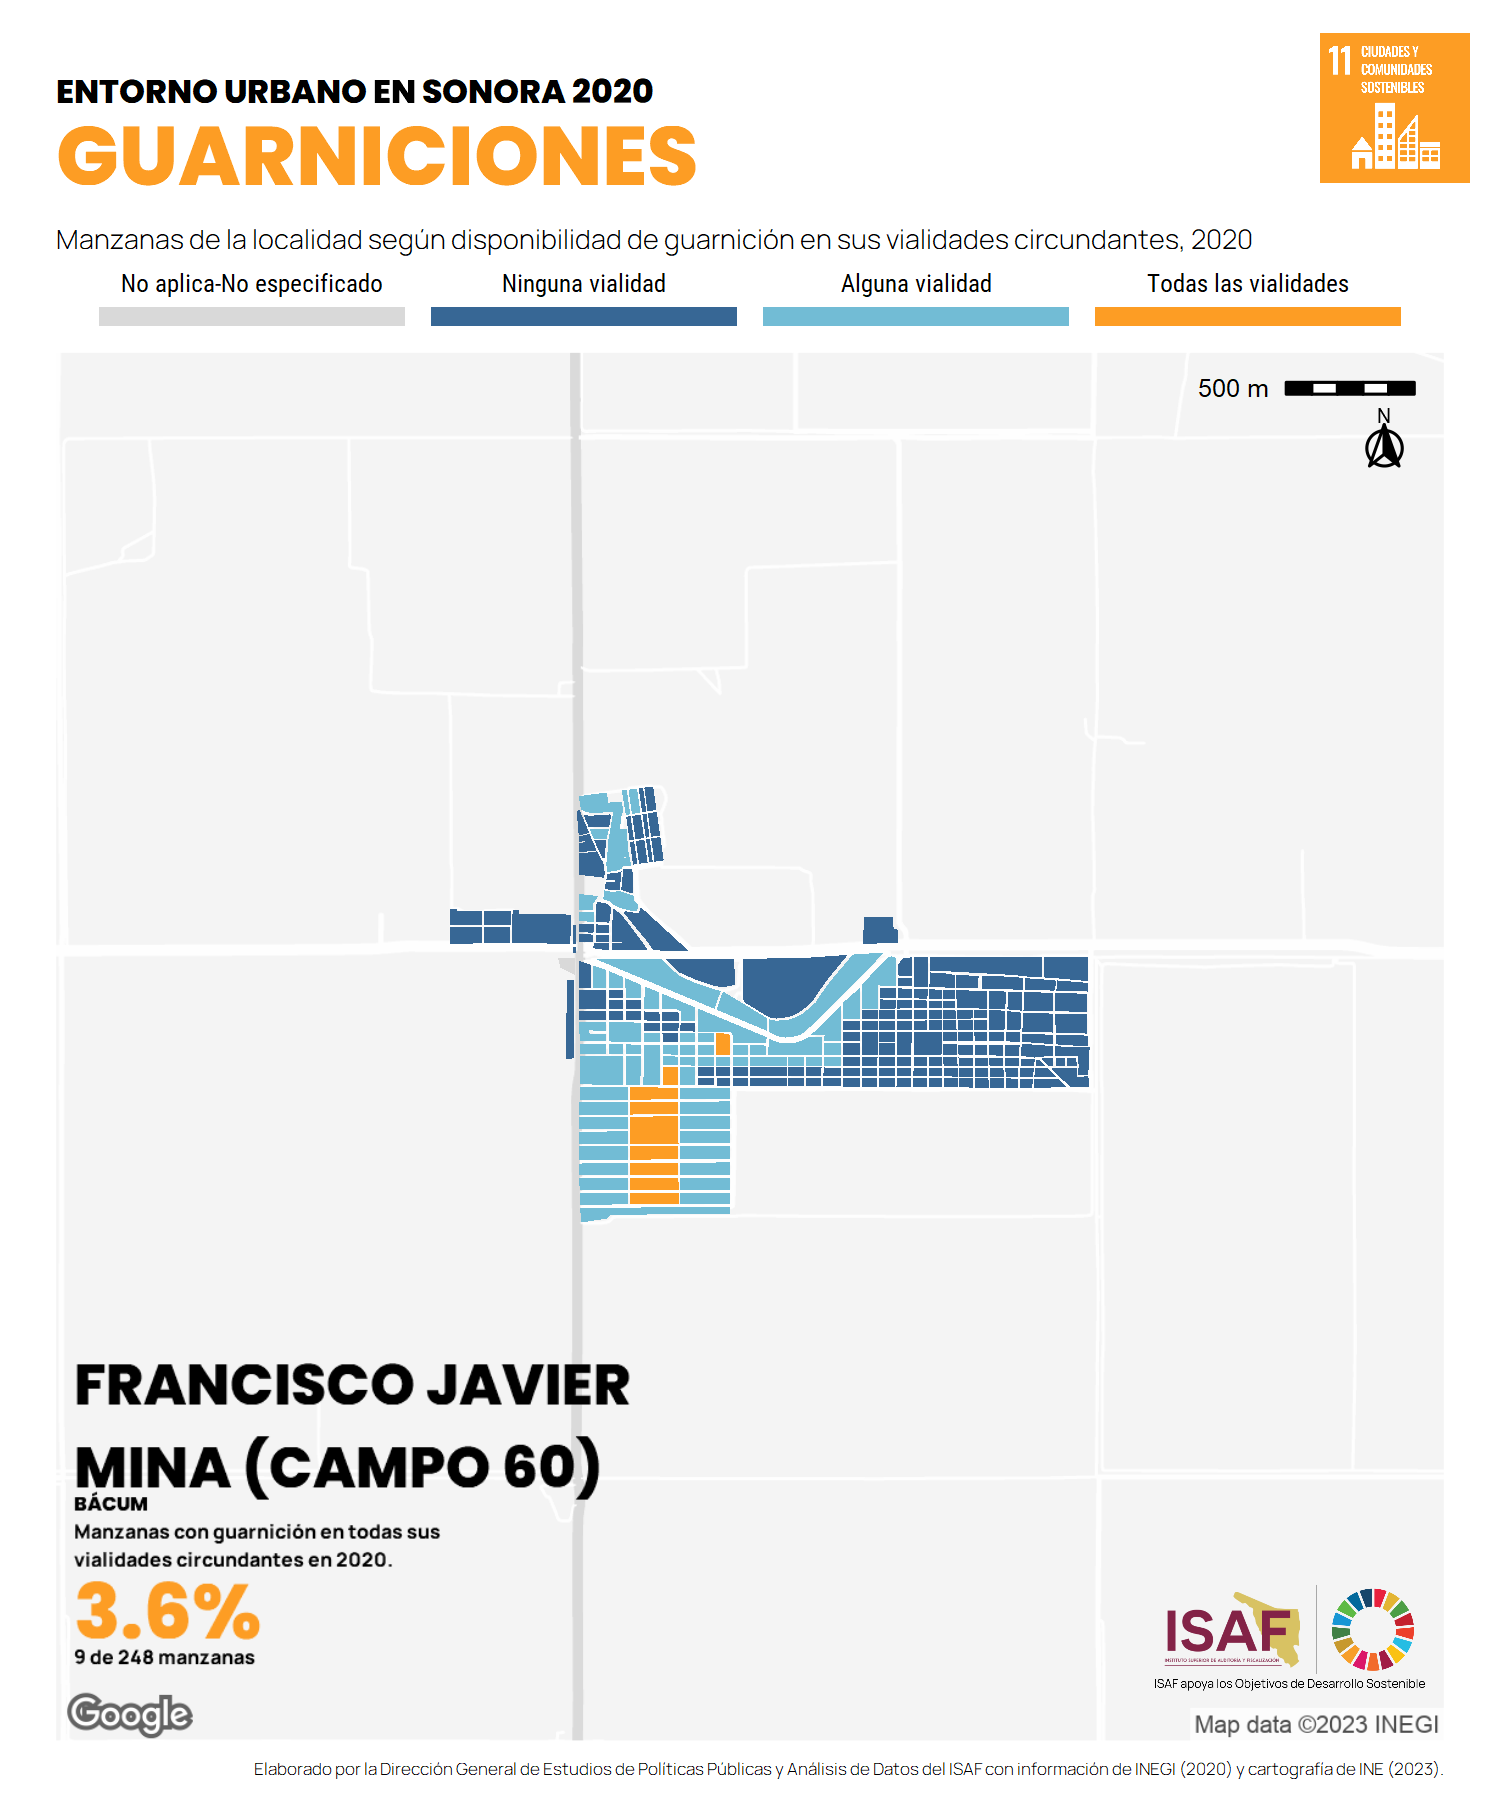 11 CIUDADES Y
COMUNIDADES
SOSTENIBLES
ENTORNO URBANO EN SONORA 2020
GUARNICIONES
Manzanas de la localidad según disponibilidad de guarnición en sus vialidades circundantes, 2020
No aplica-No especificado
Ninguna vialidad
Alguna vialidad
Todas las vialidades
500 m
N
FRANCISCO JAVIER
MINA (CAMPO 60)
BÁCUM
Manzanas con guarnición en todas sus
vialidades circundantes en 2020.
3.6%
9 de 248 manzanas
ISAF
INSTITUTO SUPERIOR DE AUDITORÍA Y FISCALIZACIÓN
ISAF apoya los Objetivos de Desarrollo Sostenible
Google
Map data ©2023 INEGI
Elaborado por la Dirección General de Estudios de Políticas Públicas y Análisis de Datos del ISAF con información de INEGI (2020) y cartografía de INE (2023).